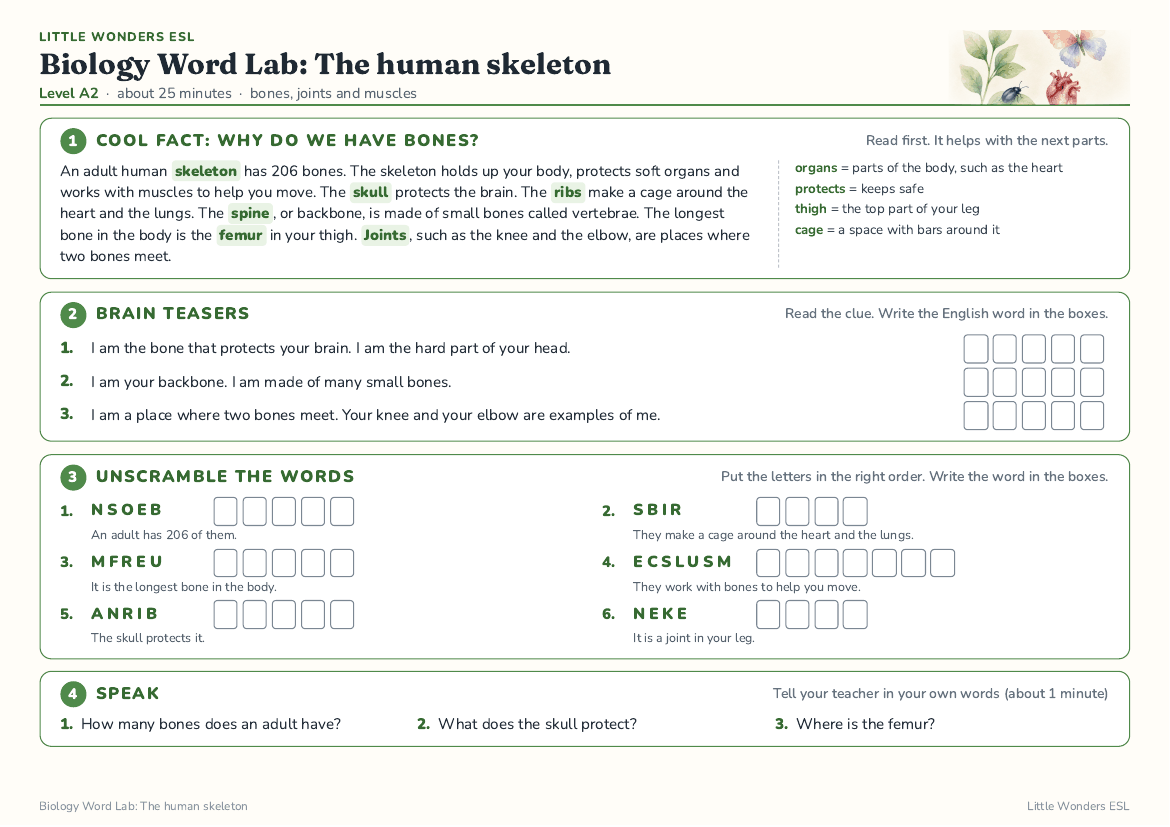 LITTLE WONDERS ESL
Biology Word Lab: The human skeleton
Level A2 · about 25 minutes · bones, joints and muscles
1 COOL FACT: WHY DO WE HAVE BONES?
Read first. It helps with the next parts.
An adult human skeleton has 206 bones. The skeleton holds up your body, protects soft organs and
works with muscles to help you move. The skull protects the brain. The ribs make a cage around the
heart and the lungs. The spine, or backbone, is made of small bones called vertebrae. The longest
bone in the body is the femur in your thigh. Joints, such as the knee and the elbow, are places where
two bones meet.
organs = parts of the body, such as the heart
protects = keeps safe
thigh = the top part of your leg
cage = a space with bars around it
2 BRAIN TEASERS
Read the clue. Write the English word in the boxes.
1. I am the bone that protects your brain. I am the hard part of your head.
2. I am your backbone. I am made of many small bones.
3. I am a place where two bones meet. Your knee and your elbow are examples of me.
3 UNSCRAMBLE THE WORDS
Put the letters in the right order. Write the word in the boxes.
1. NSOEB
An adult has 206 of them.
2. SBIR
They make a cage around the heart and the lungs.
3. MFREU
It is the longest bone in the body.
4. ECSLUSM
They work with bones to help you move.
5. ANRIB
The skull protects it.
6. NEKE
It is a joint in your leg.
4 SPEAK
Tell your teacher in your own words (about 1 minute)
1. How many bones does an adult have?
2. What does the skull protect?
3. Where is the femur?
Biology Word Lab: The human skeleton
Little Wonders ESL